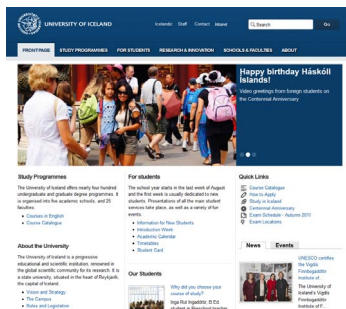 UNIVERSITY OF ICELAND
Icelandic Staff Contact Intranet
Search
Go
FRONT PAGE STUDY PROGRAMMES FOR STUDENTS RESEARCH & INNOVATION SCHOOLS & FACULTIES ABOUT
Happy birthday Háskóli
Íslands!
Video greetings from foreign students on
the Centennial Anniversary
Study Programmes
The University of Iceland offers nearly four hundred
undergraduate and graduate degree programmes. It
is organised into five academic schools, and 25
faculties.
Courses in English
Course Catalogue
About the University
The University of Iceland is a progressive
educational and scientific institution, renowned in
the global scientific community for its research. It is
a state university, situated in the heart of Reykjavík,
the capital of Iceland.
Vision and Strategy
The Campus
Rules and Legislation
For students
The school year starts in the last week of August
and the first week is usually dedicated to new
students. Presentations of all the main student
services take place, as well as a variety of fun
events.
Information for New Students
Introduction Week
Academic Calendar
Timetables
Student Card
Our Students
Why did you choose your
course of study?
Inga Rut Ingadóttir, B.Ed.
student in Preschool teacher
Quick Links
Course Catalogue
How to Apply
Study in Iceland
Centennial Anniversary
Exam Schedule - Autumn 2011
Exam Locations
News Events
UNESCO certifies
the Vigdís
Finnbogadóttir
Institute of...
The University of
Iceland's Vigdís
Finnbogadóttir
Institute of F...